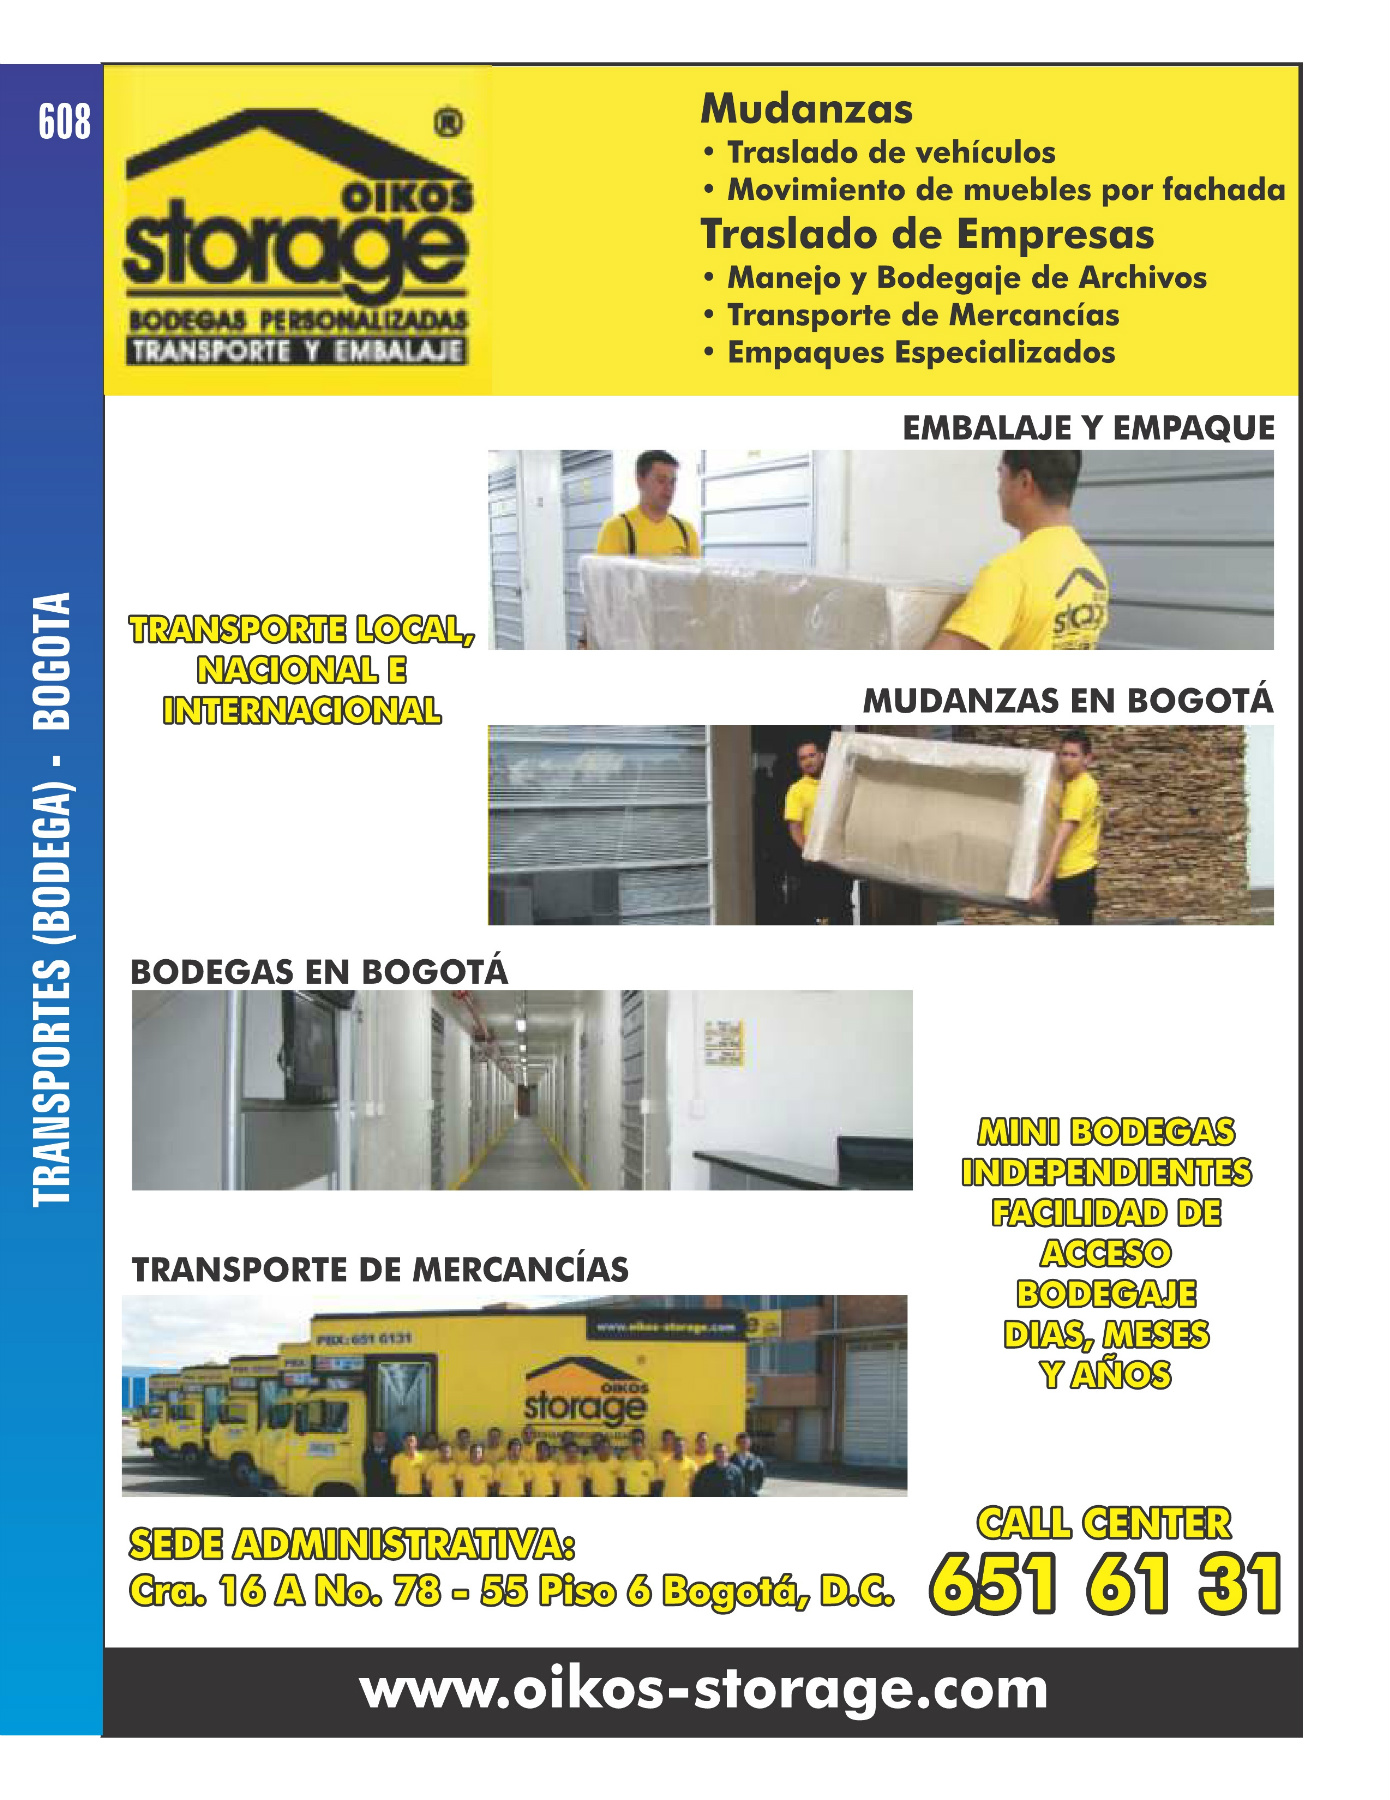 608
TRANSPORTES (BODEGA) - BOGOTA
®
OIKOS
storage
BODEGAS PERSONALIZADAS
TRANSPORTE Y EMBALAJE
Mudanzas
• Traslado de vehículos
• Movimiento de muebles por fachada
Traslado de Empresas
• Manejo y Bodegaje de Archivos
• Transporte de Mercancías
• Empaques Especializados
EMBALAJE Y EMPAQUE
TRANSPORTE LOCAL,
NACIONAL E
INTERNACIONAL
MUDANZAS EN BOGOTÁ
BODEGAS EN BOGOTÁ
MINI BODEGAS
INDEPENDIENTES
FACILIDAD DE
ACCESO
BODEGAJE
DIAS, MESES
Y AÑOS
TRANSPORTE DE MERCANCÍAS
PBX: 651 6131
www.oikos-storage.com
OIKOS
storage
SEDE ADMINISTRATIVA:
Cra. 16 A No. 78 - 55 Piso 6 Bogotá, D.C.
CALL CENTER
651 61 31
www.oikos-storage.com